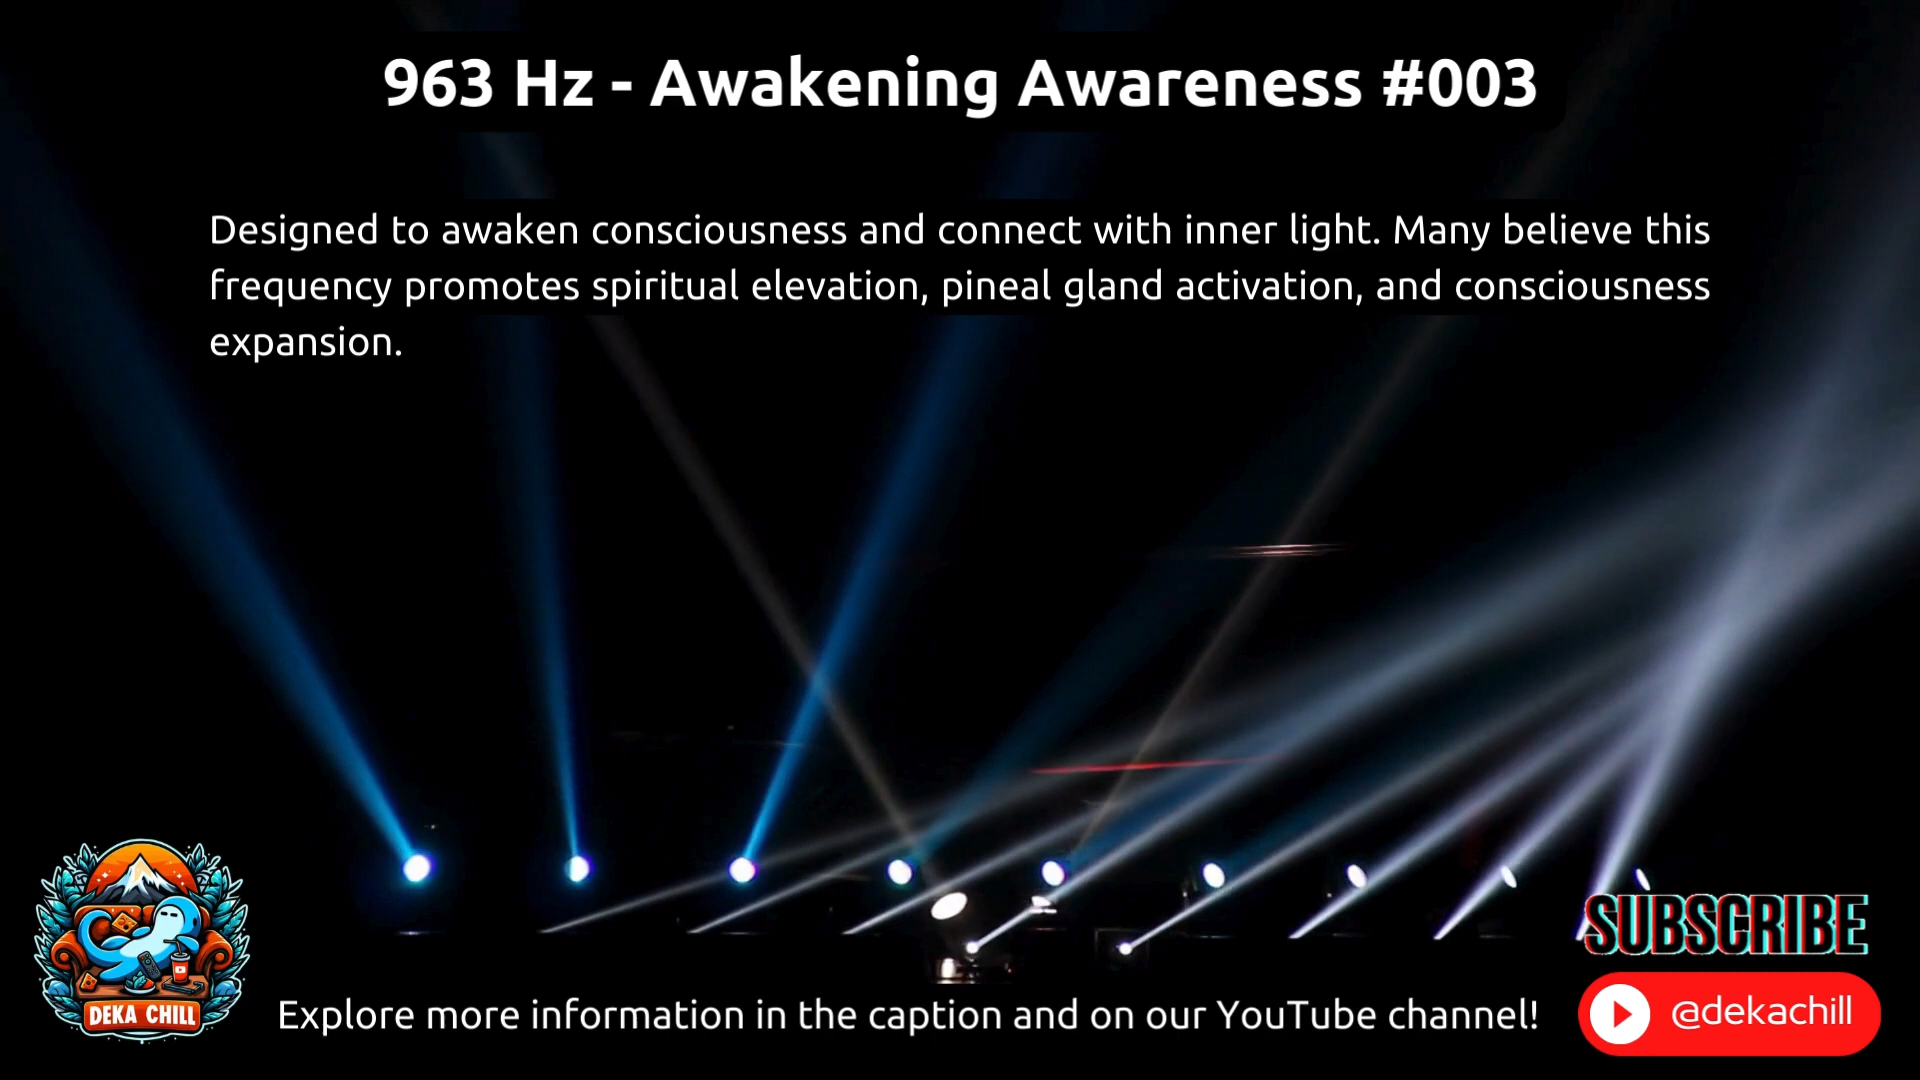 963 Hz - Awakening Awareness #003
Designed to awaken consciousness and connect with inner light. Many believe this
frequency promotes spiritual elevation, pineal gland activation, and consciousness
expansion.
SUBSCRIBE
DEKA CHILL
Explore more information in the caption and on our YouTube channel!
@dekachill